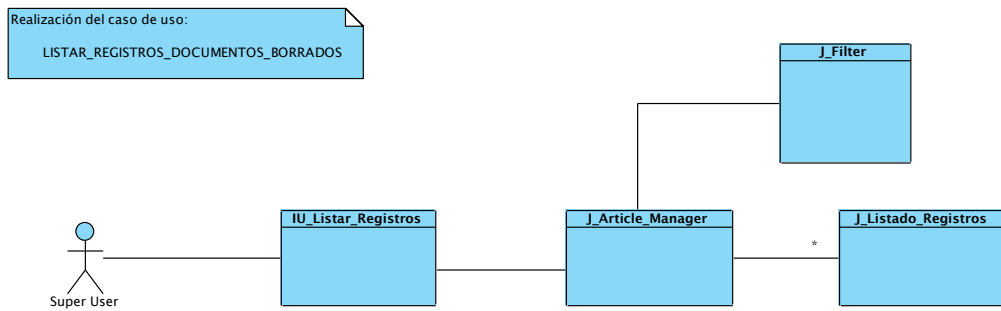 Realización del caso de uso:
LISTAR_REGISTROS_DOCUMENTOS_BORRADOS
J_Filter
IU_Listar_Registros
J_Article_Manager
J_Listado_Registros
*
Super User